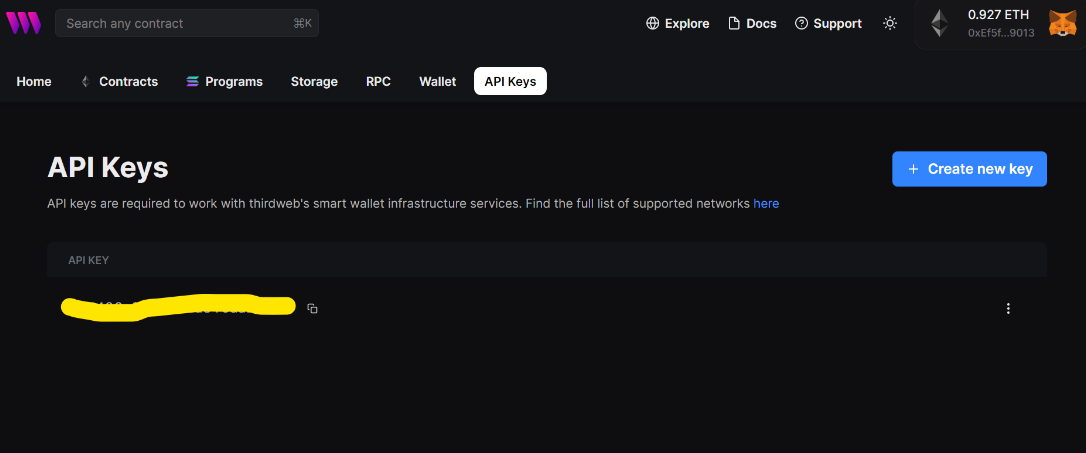 Search any contract ⌘K Explore Docs Support 0.927 ETH
0xEf5f...9013
Home Contracts Programs Storage RPC Wallet API Keys
API Keys
+ Create new key
API keys are required to work with thirdweb's smart wallet infrastructure services. Find the full list of supported networks here
API KEY